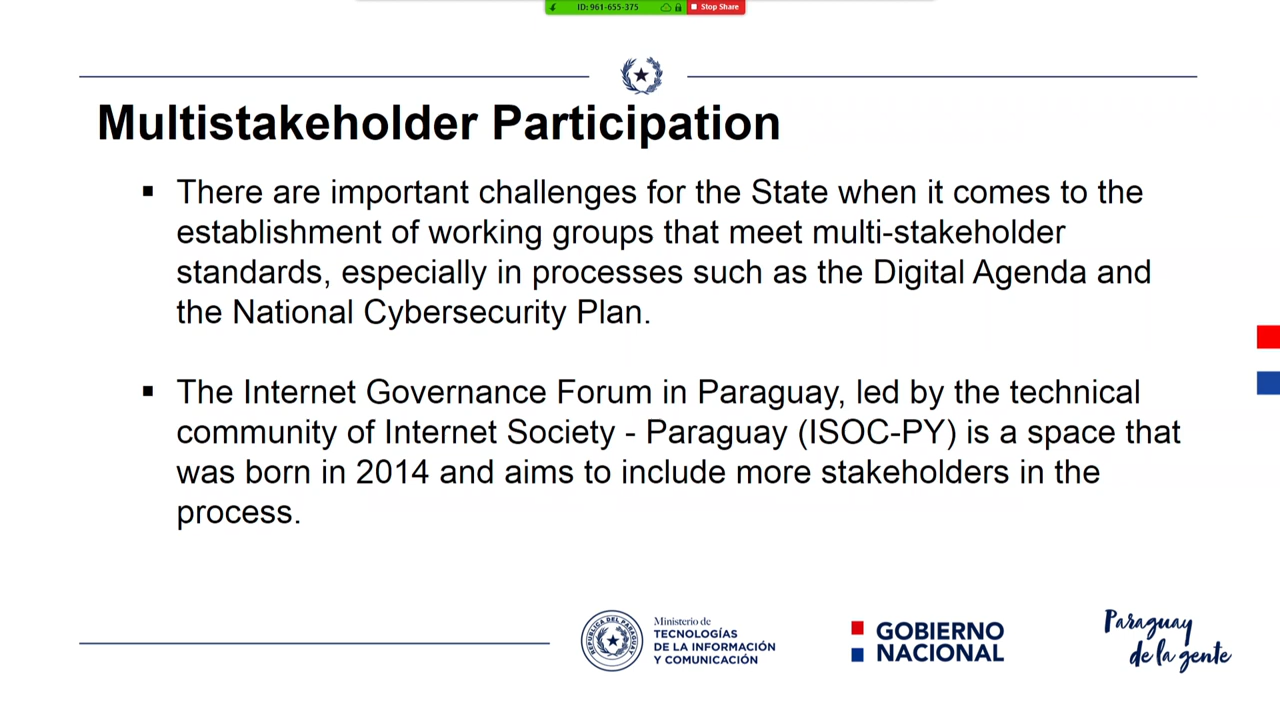 ID: 961-655-375
Stop Share
Multistakeholder Participation
▪ There are important challenges for the State when it comes to the
establishment of working groups that meet multi-stakeholder
standards, especially in processes such as the Digital Agenda and
the National Cybersecurity Plan.
▪ The Internet Governance Forum in Paraguay, led by the technical
community of Internet Society - Paraguay (ISOC-PY) is a space that
was born in 2014 and aims to include more stakeholders in the
process.
REPUBLICA DEL PARAGUAY
Ministerio de
TECNOLOGÍAS
DE LA INFORMACIÓN
Y COMUNICACIÓN
GOBIERNO
NACIONAL
Paraguay
de la gente